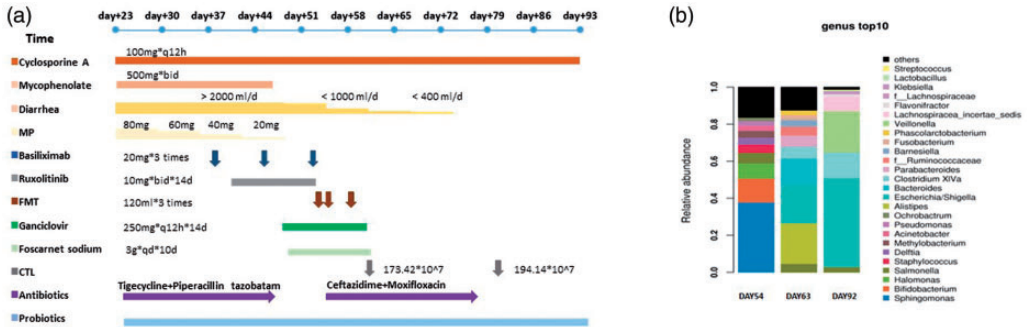 (a)
day+23 day+30 day+37 day+44 day+51 day+58 day+65 day+72 day+79 day+86 day+93
Time
Cyclosporine A 100mg*q12h
Mycophenolate 500mg*bid
Diarrhea > 2000 ml/d < 1000 ml/d < 400 ml/d
MP 80mg 60mg 40mg 20mg
Basiliximab 20mg*3 times
Ruxolitinib 10mg*bid*14d
FMT 120ml*3 times
Ganciclovir 250mg*q12h*14d
Foscarnet sodium 3g*qd*10d
CTL 173.42*10^7 194.14*10^7
Antibiotics Tigecycline+Piperacillin tazobatam Ceftazidime+Moxifloxacin
Probiotics
(b)
genus top10
Relative abundance
1.0
0.8
0.6
0.4
0.2
0.0
DAY54 DAY63 DAY92
others
Streptococcus
Lactobacillus
Klebsiella
f__Lachnospiraceae
Flavonifractor
Lachnospiracea_incertae_sedis
Veillonella
Phascolarctobacterium
Fusobacterium
Barnesiella
f__Ruminococcaceae
Parabacteroides
Clostridium XIVa
Bacteroides
Escherichia/Shigella
Alistipes
Ochrobactrum
Pseudomonas
Acinetobacter
Methylobacterium
Delftia
Staphylococcus
Salmonella
Halomonas
Bifidobacterium
Sphingomonas